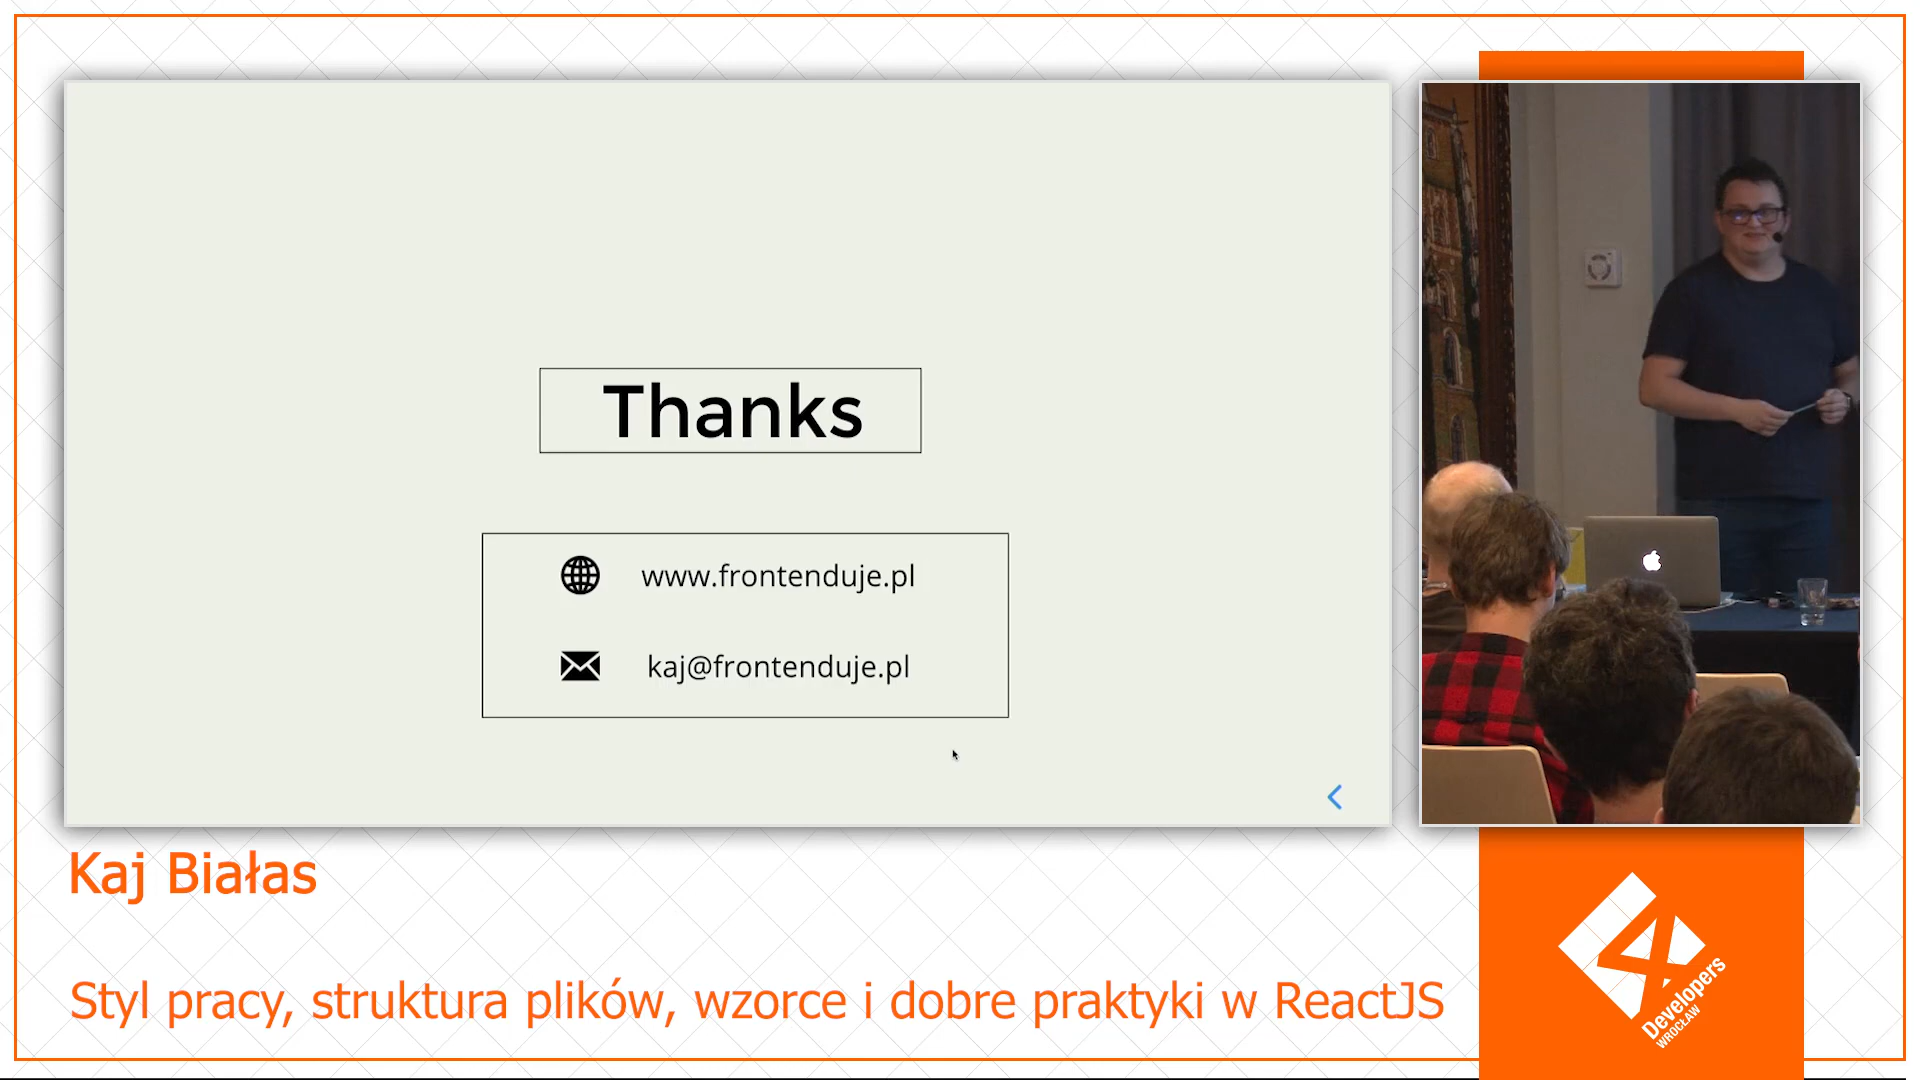 Thanks
www.frontenduje.pl
kaj@frontenduje.pl
Kaj Białas
Styl pracy, struktura plików, wzorce i dobre praktyki w ReactJS
4
Developers
WROCŁAW